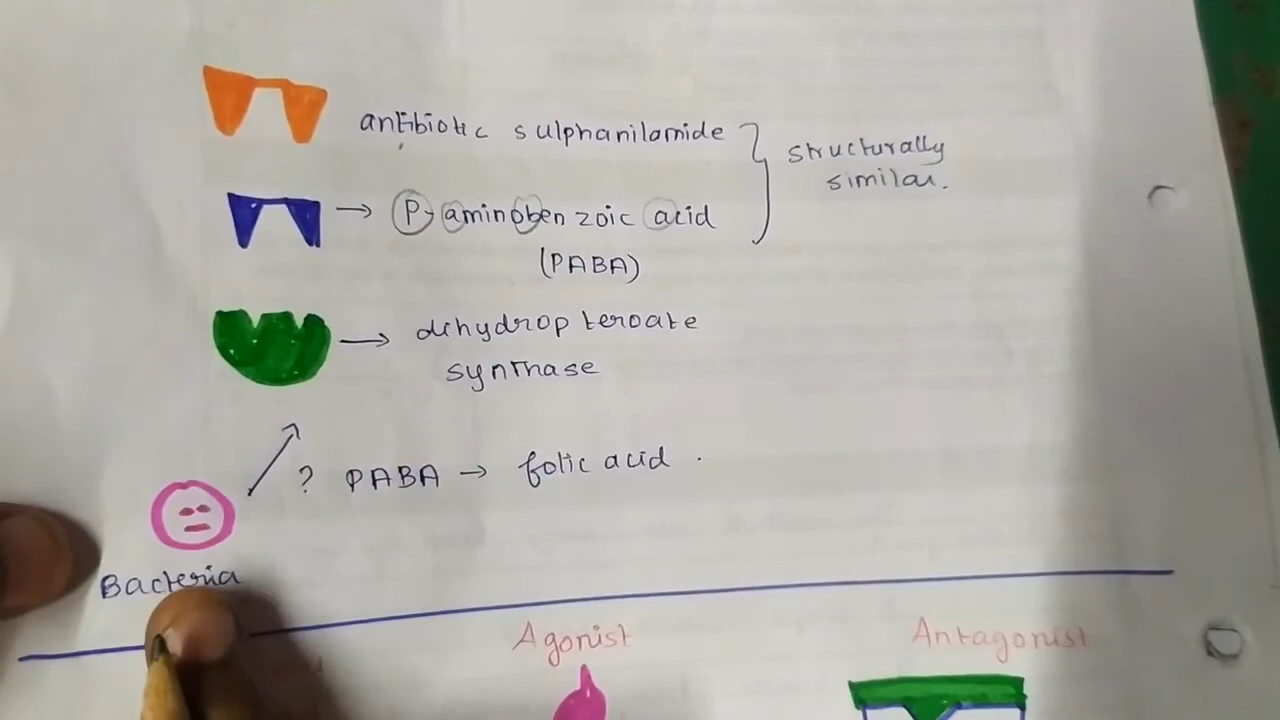 antibiotic sulphanilamide
structurally
similar.
→ P-aminobenzoic acid
(PABA)
→ dihydropteroate
synthase
? PABA → folic acid.
Bacteria
Agonist
Antagonist